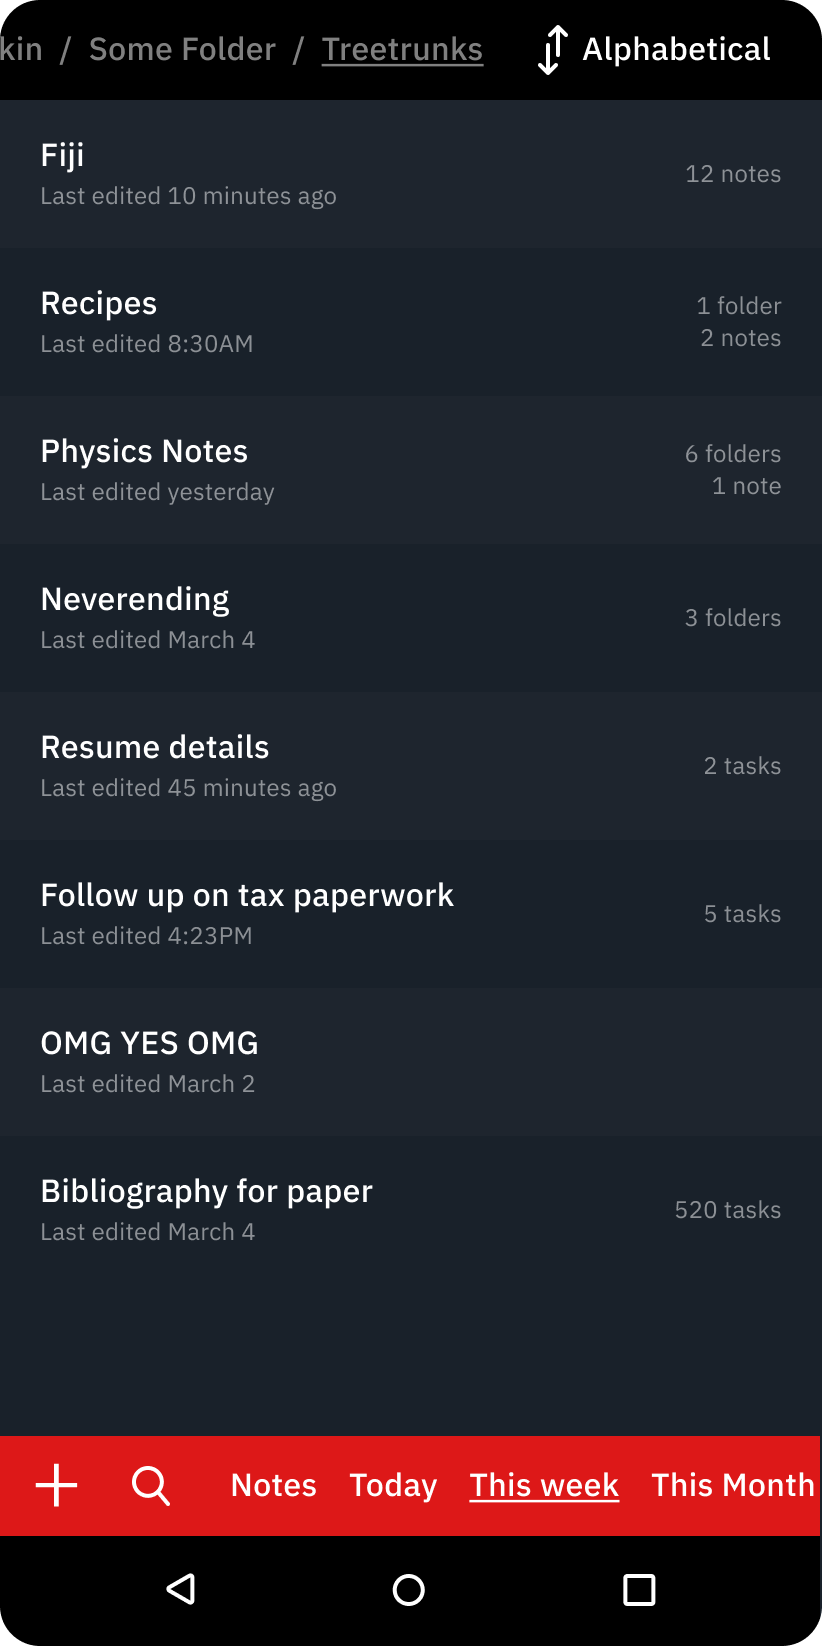 kin / Some Folder / Treetrunks Alphabetical
Fiji
Last edited 10 minutes ago
12 notes
Recipes
Last edited 8:30AM
1 folder
2 notes
Physics Notes
Last edited yesterday
6 folders
1 note
Neverending
Last edited March 4
3 folders
Resume details
Last edited 45 minutes ago
2 tasks
Follow up on tax paperwork
Last edited 4:23PM
5 tasks
OMG YES OMG
Last edited March 2
Bibliography for paper
Last edited March 4
520 tasks
Notes Today This week This Month